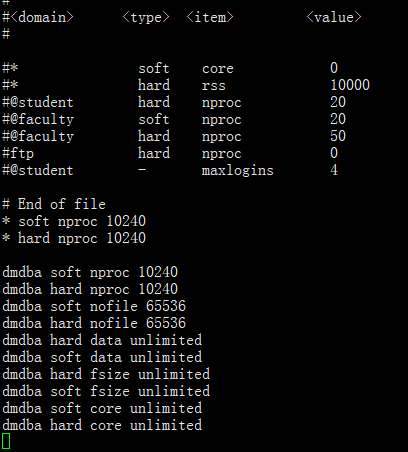 #
#<domain> <type> <item> <value>
#
#* soft core 0
#* hard rss 10000
#@student hard nproc 20
#@faculty soft nproc 20
#@faculty hard nproc 50
#ftp hard nproc 0
#@student - maxlogins 4
# End of file
* soft nproc 10240
* hard nproc 10240
dmdba soft nproc 10240
dmdba hard nproc 10240
dmdba soft nofile 65536
dmdba hard nofile 65536
dmdba hard data unlimited
dmdba soft data unlimited
dmdba hard fsize unlimited
dmdba soft fsize unlimited
dmdba soft core unlimited
dmdba hard core unlimited